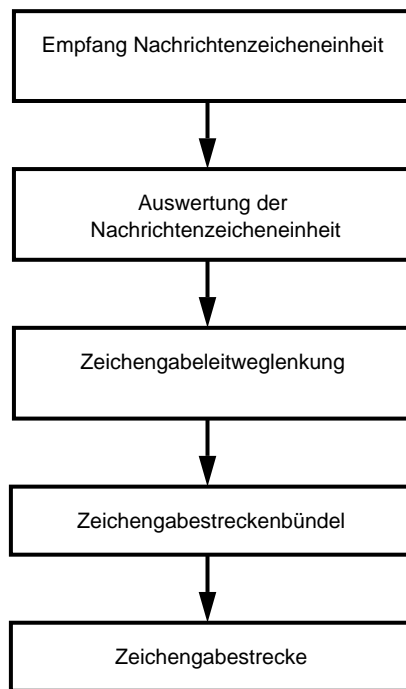 Empfang Nachrichtenzeicheneinheit
Auswertung der
Nachrichtenzeicheneinheit
Zeichengabeleitweglenkung
Zeichengabestreckenbündel
Zeichengabestrecke